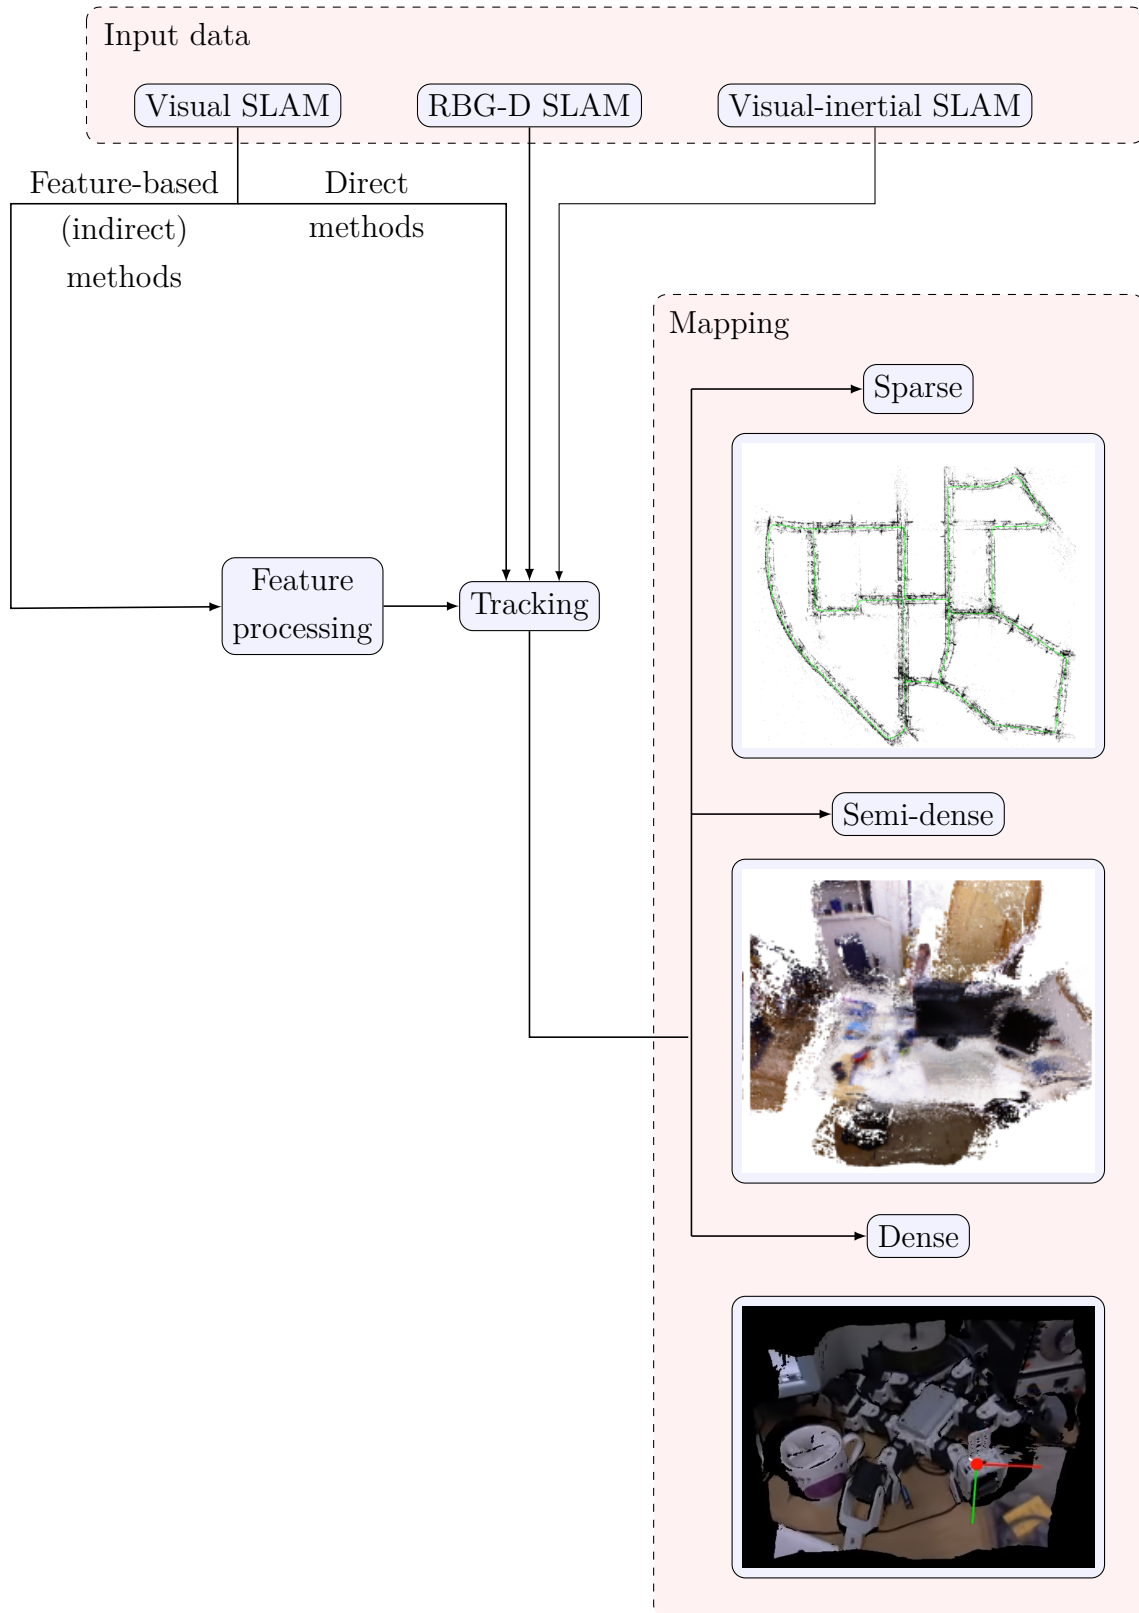 Input data
Visual SLAM
RBG-D SLAM
Visual-inertial SLAM
Feature-based
(indirect)
methods
Direct
methods
Mapping
Sparse
Feature
processing
Tracking
Semi-dense
Dense